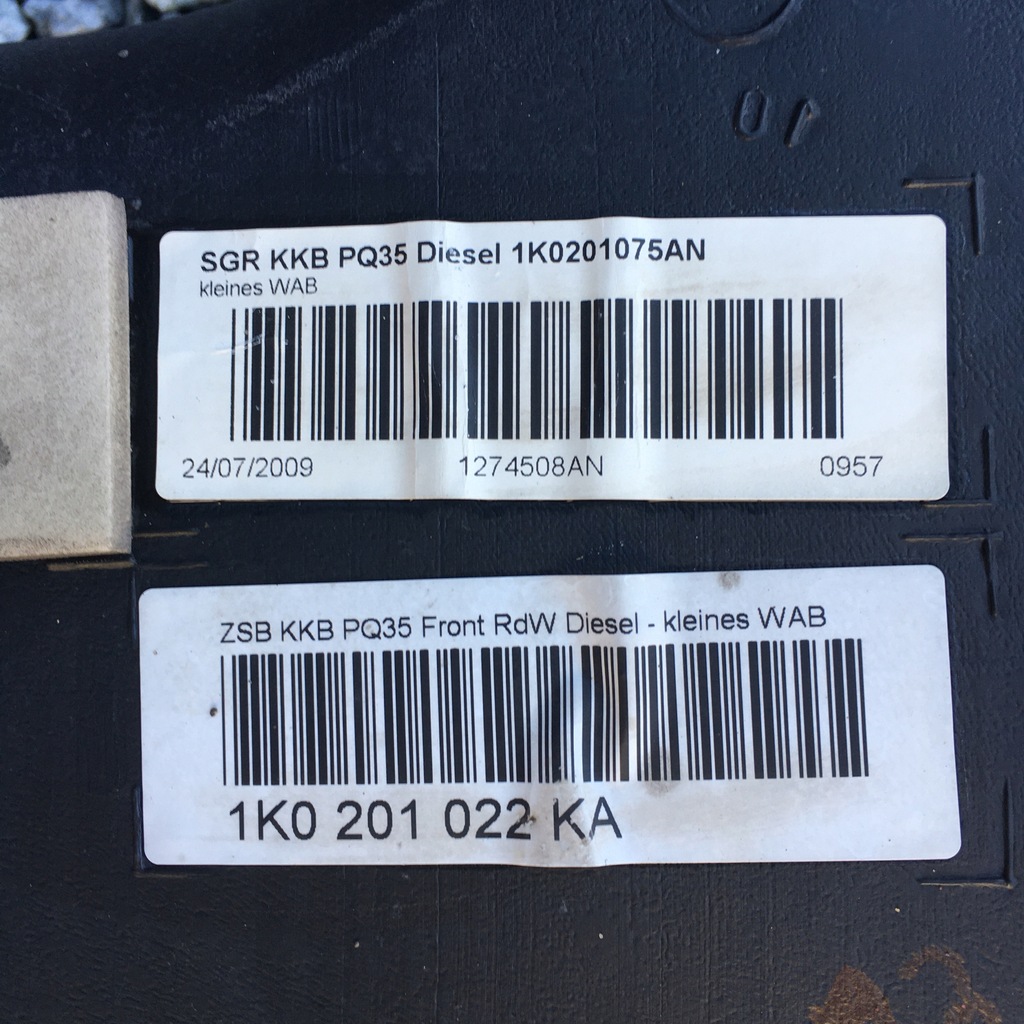 01
SGR KKB PQ35 Diesel 1K0201075AN
kleines WAB
24/07/2009 1274508AN 0957
ZSB KKB PQ35 Front RdW Diesel - kleines WAB
1K0 201 022 KA